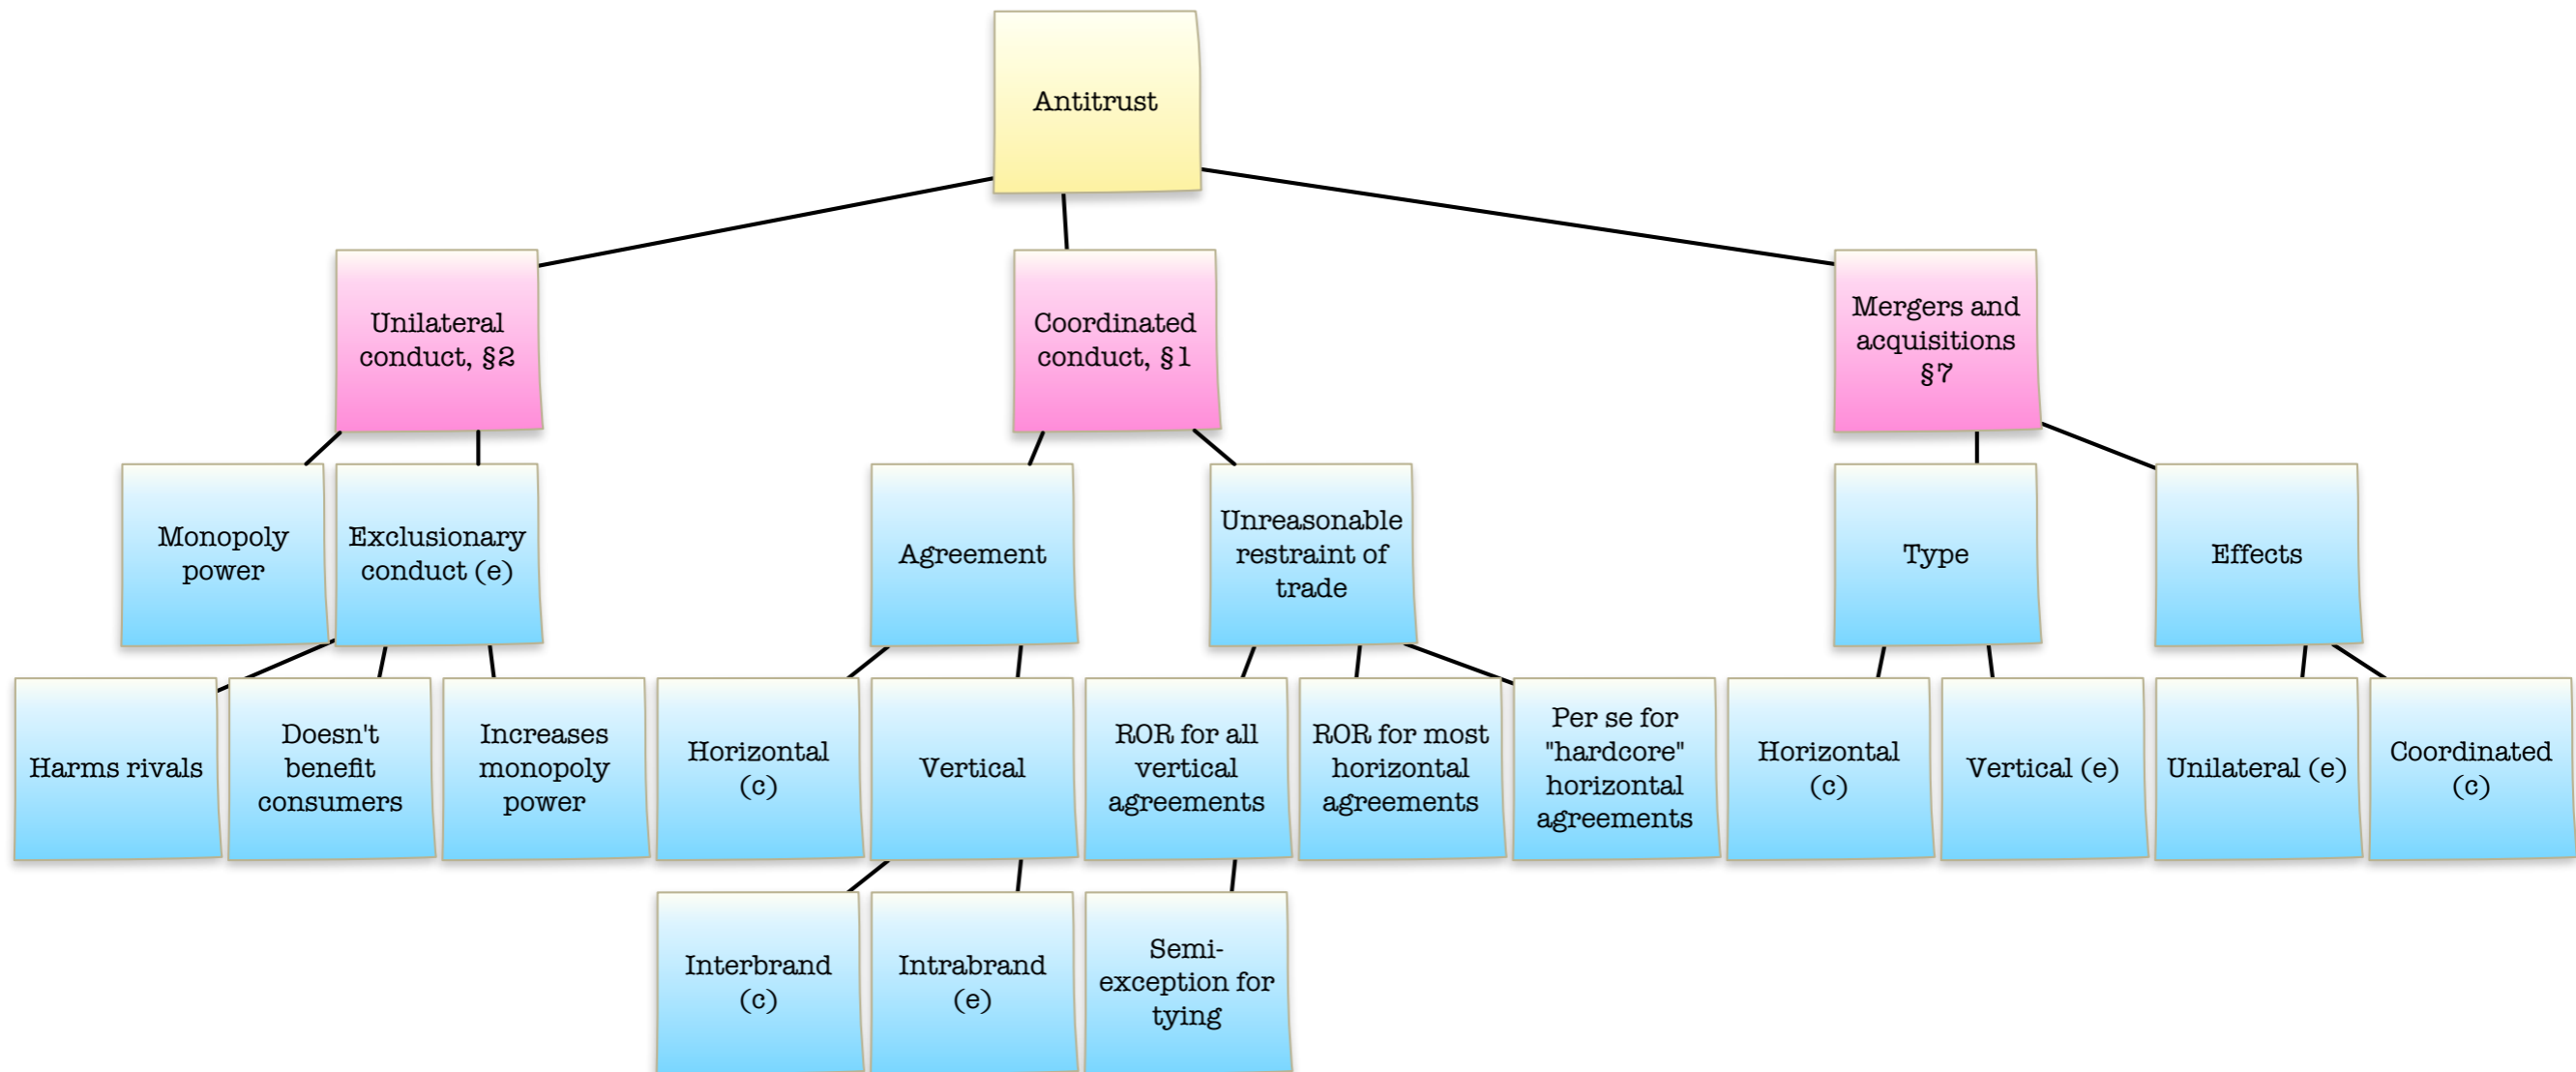 Antitrust
Unilateral
conduct, §2
Coordinated
conduct, §1
Mergers and
acquisitions
§7
Monopoly
power
Exclusionary
conduct (e)
Agreement
Unreasonable
restraint of
trade
Type
Effects
Harms rivals
Doesn't
benefit
consumers
Increases
monopoly
power
Horizontal
(c)
Vertical
ROR for all
vertical
agreements
ROR for most
horizontal
agreements
Per se for
"hardcore"
horizontal
agreements
Horizontal
(c)
Vertical (e)
Unilateral (e)
Coordinated
(c)
Interbrand
(c)
Intrabrand
(e)
Semi-
exception for
tying